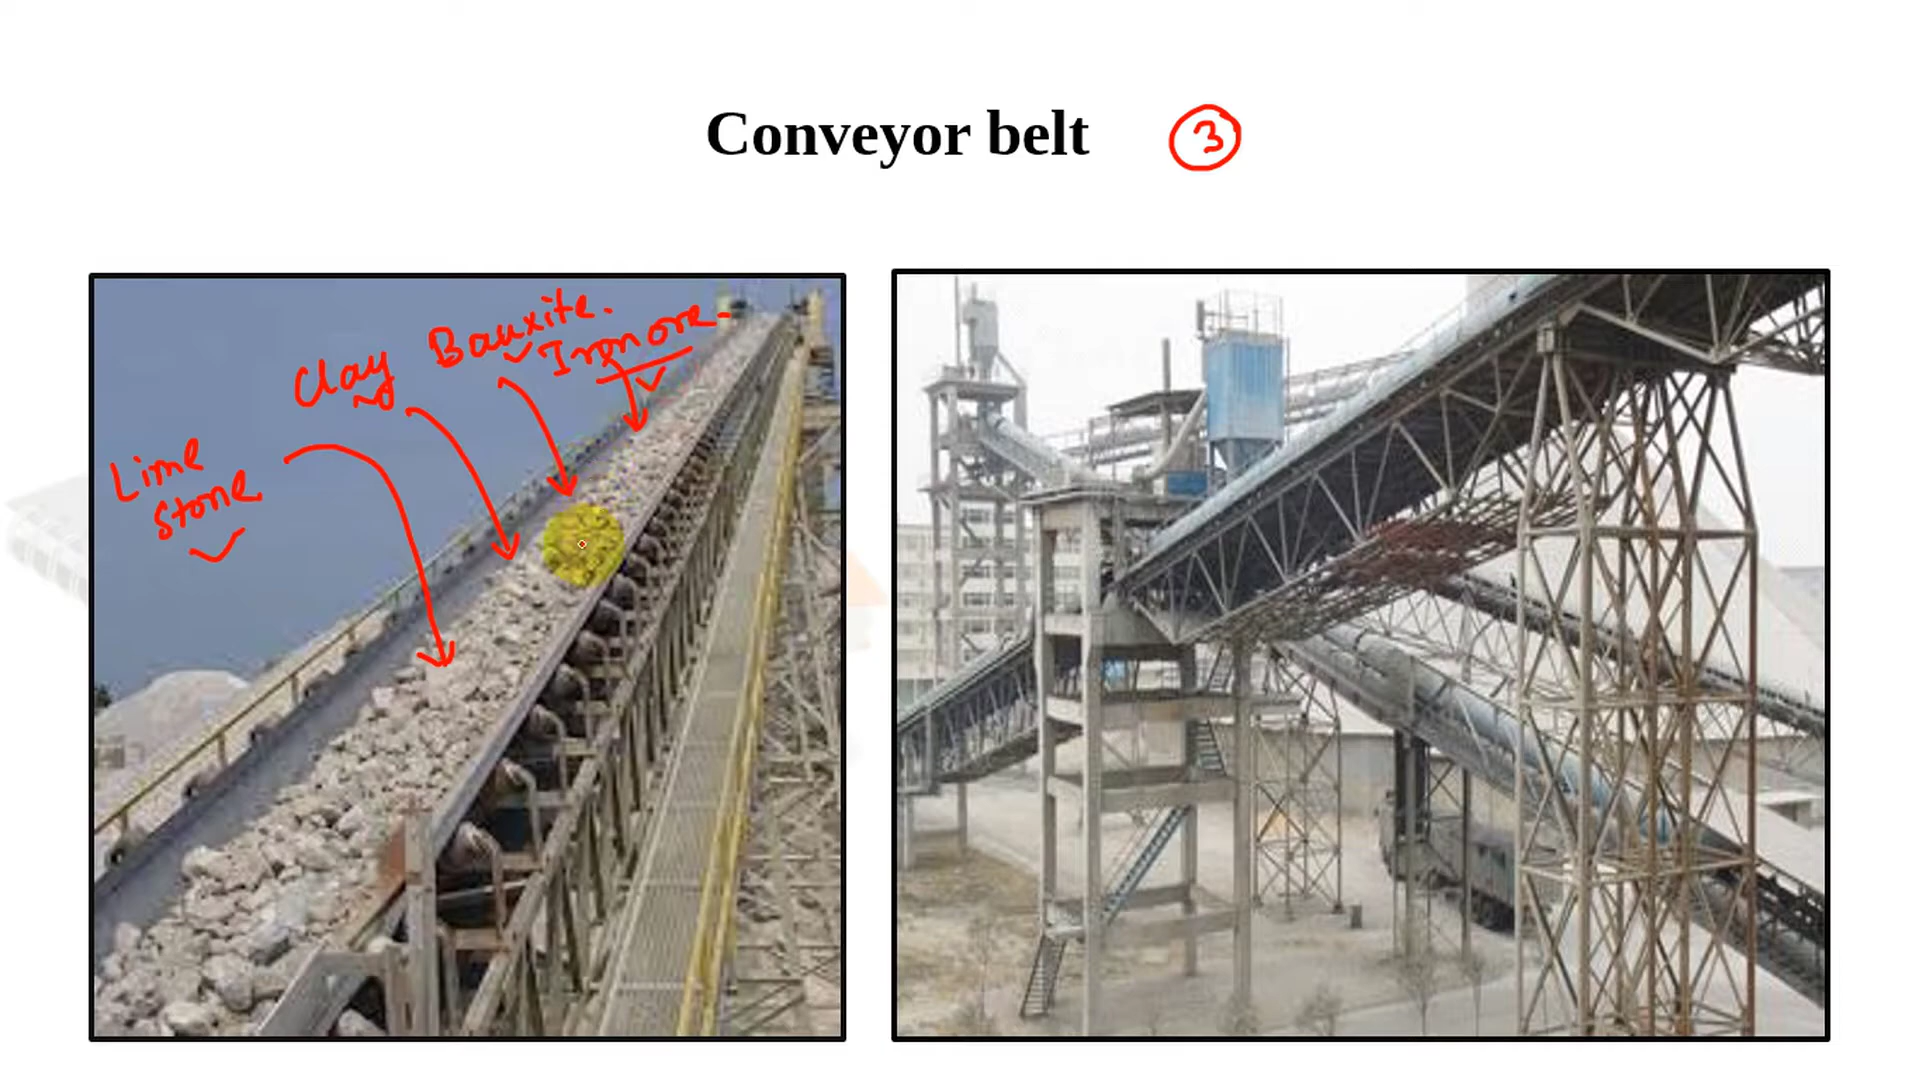 Conveyor belt 3
Bauxite.
Iron ore.
Clay
Lime
Stone